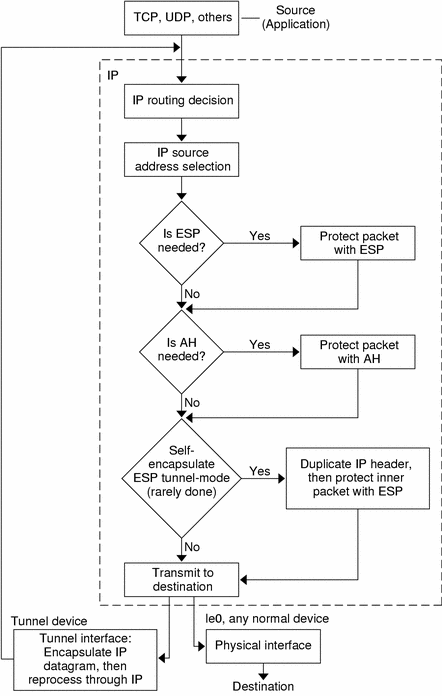 TCP, UDP, others
Source
(Application)
IP
IP routing decision
IP source
address selection
Is ESP
needed?
Yes
Protect packet
with ESP
No
Is AH
needed?
Yes
Protect packet
with AH
No
Self-
encapsulate
ESP tunnel-mode
(rarely done)
Yes
Duplicate IP header,
then protect inner
packet with ESP
No
Transmit to
destination
Tunnel device
Tunnel interface:
Encapsulate IP
datagram, then
reprocess through IP
le0, any normal device
Physical interface
Destination